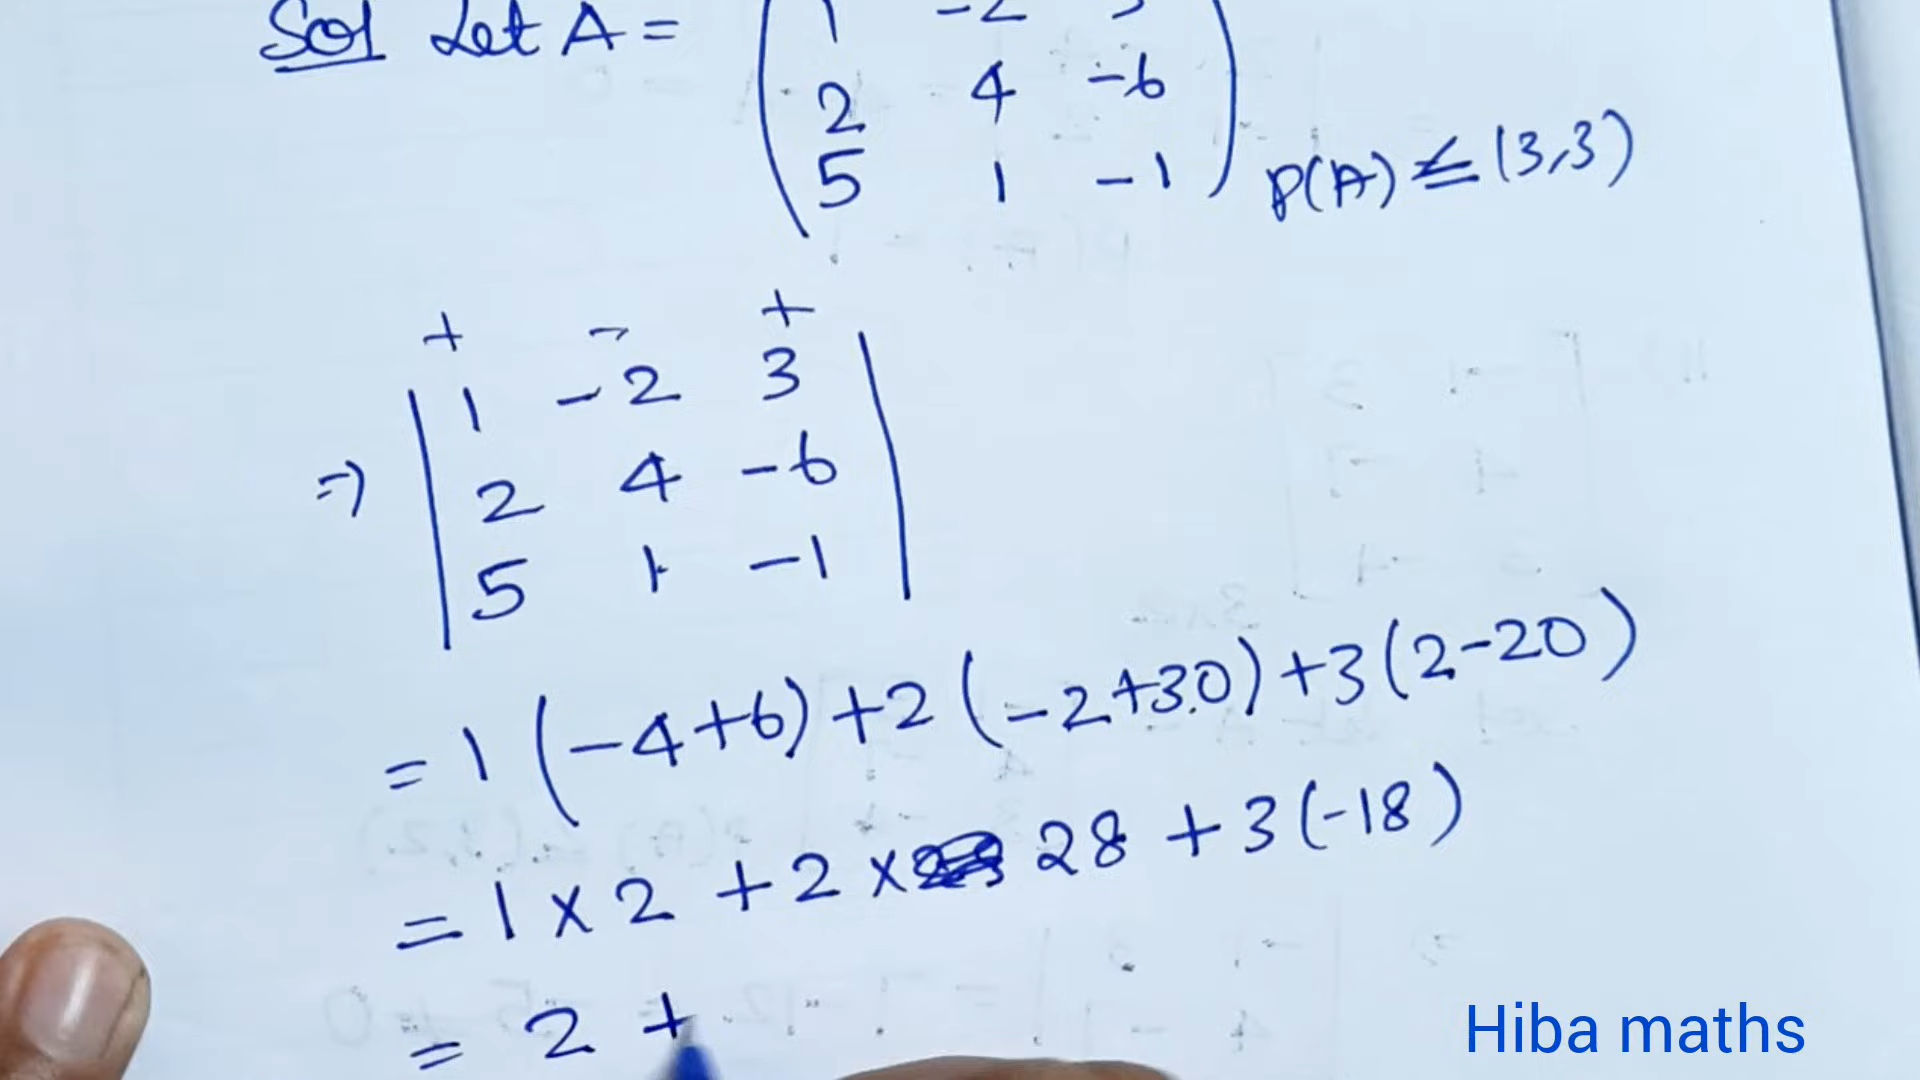 Sol Let A = ( 1 -2 3
2 4 -6
5 1 -1 ) ρ(A) ≤ (3,3)
+ - +
⇒ | 1 -2 3
2 4 -6
5 1 -1 |
= 1 (-4+6) +2 (-2+30) +3(2-20)
= 1 × 2 + 2 × 28 + 3(-18)
= 2 +
Hiba maths